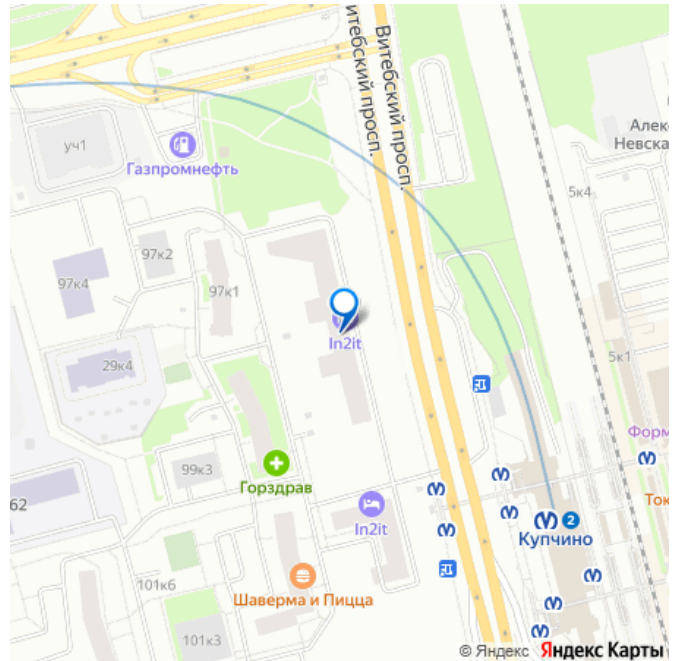 Витебский просп.
итебский просп.
уч1
Газпромнефть
Алек
Невска
5к4
97к2
97к4
97к1
In2it
29к4
5к1
Форм
99к3
Горздрав
62
Ток
In2it
2
Купчино
101к6
Шаверма и Пицца
101к3
© Яндекс Яндекс Карты